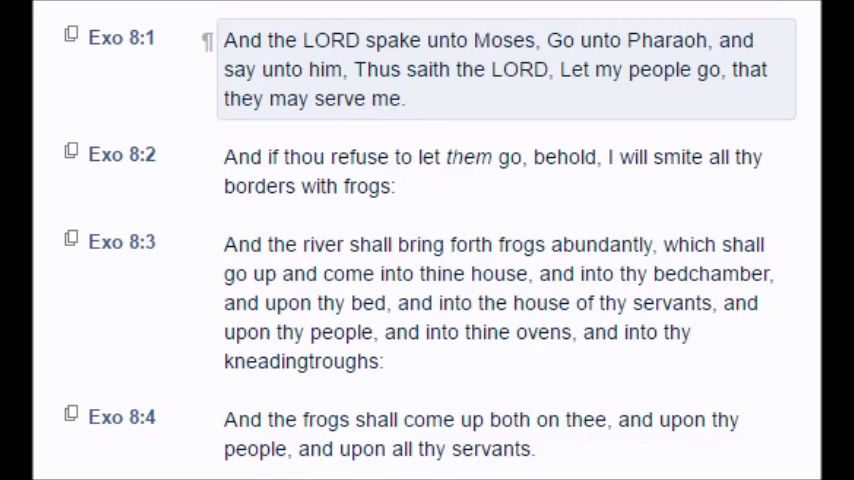 Exo 8:1 ¶ And the LORD spake unto Moses, Go unto Pharaoh, and
say unto him, Thus saith the LORD, Let my people go, that
they may serve me.
Exo 8:2 And if thou refuse to let them go, behold, I will smite all thy
borders with frogs:
Exo 8:3 And the river shall bring forth frogs abundantly, which shall
go up and come into thine house, and into thy bedchamber,
and upon thy bed, and into the house of thy servants, and
upon thy people, and into thine ovens, and into thy
kneadingtroughs:
Exo 8:4 And the frogs shall come up both on thee, and upon thy
people, and upon all thy servants.